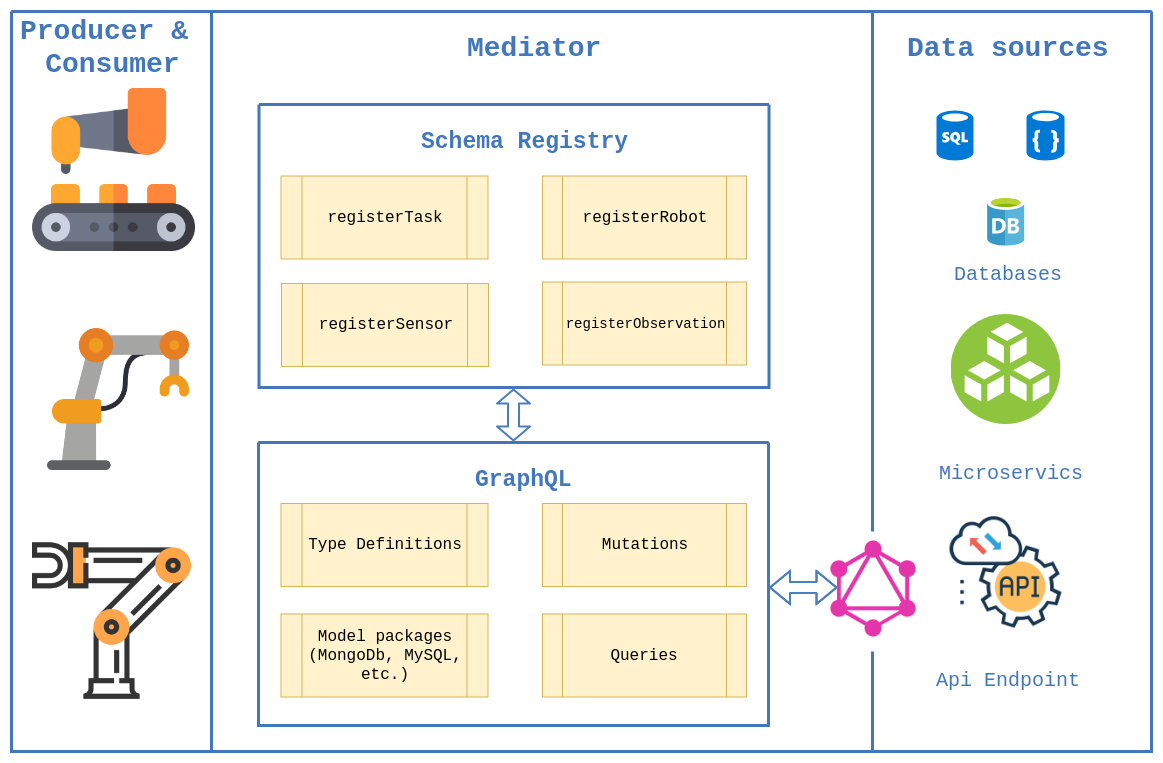 Producer &
Consumer
Mediator
Data sources
Schema Registry
registerTask
registerRobot
registerSensor
registerObservation
GraphQL
Type Definitions
Mutations
Model packages
(MongoDb, MySQL,
etc.)
Queries
SQL
{ }
DB
Databases
Microservics
API
Api Endpoint